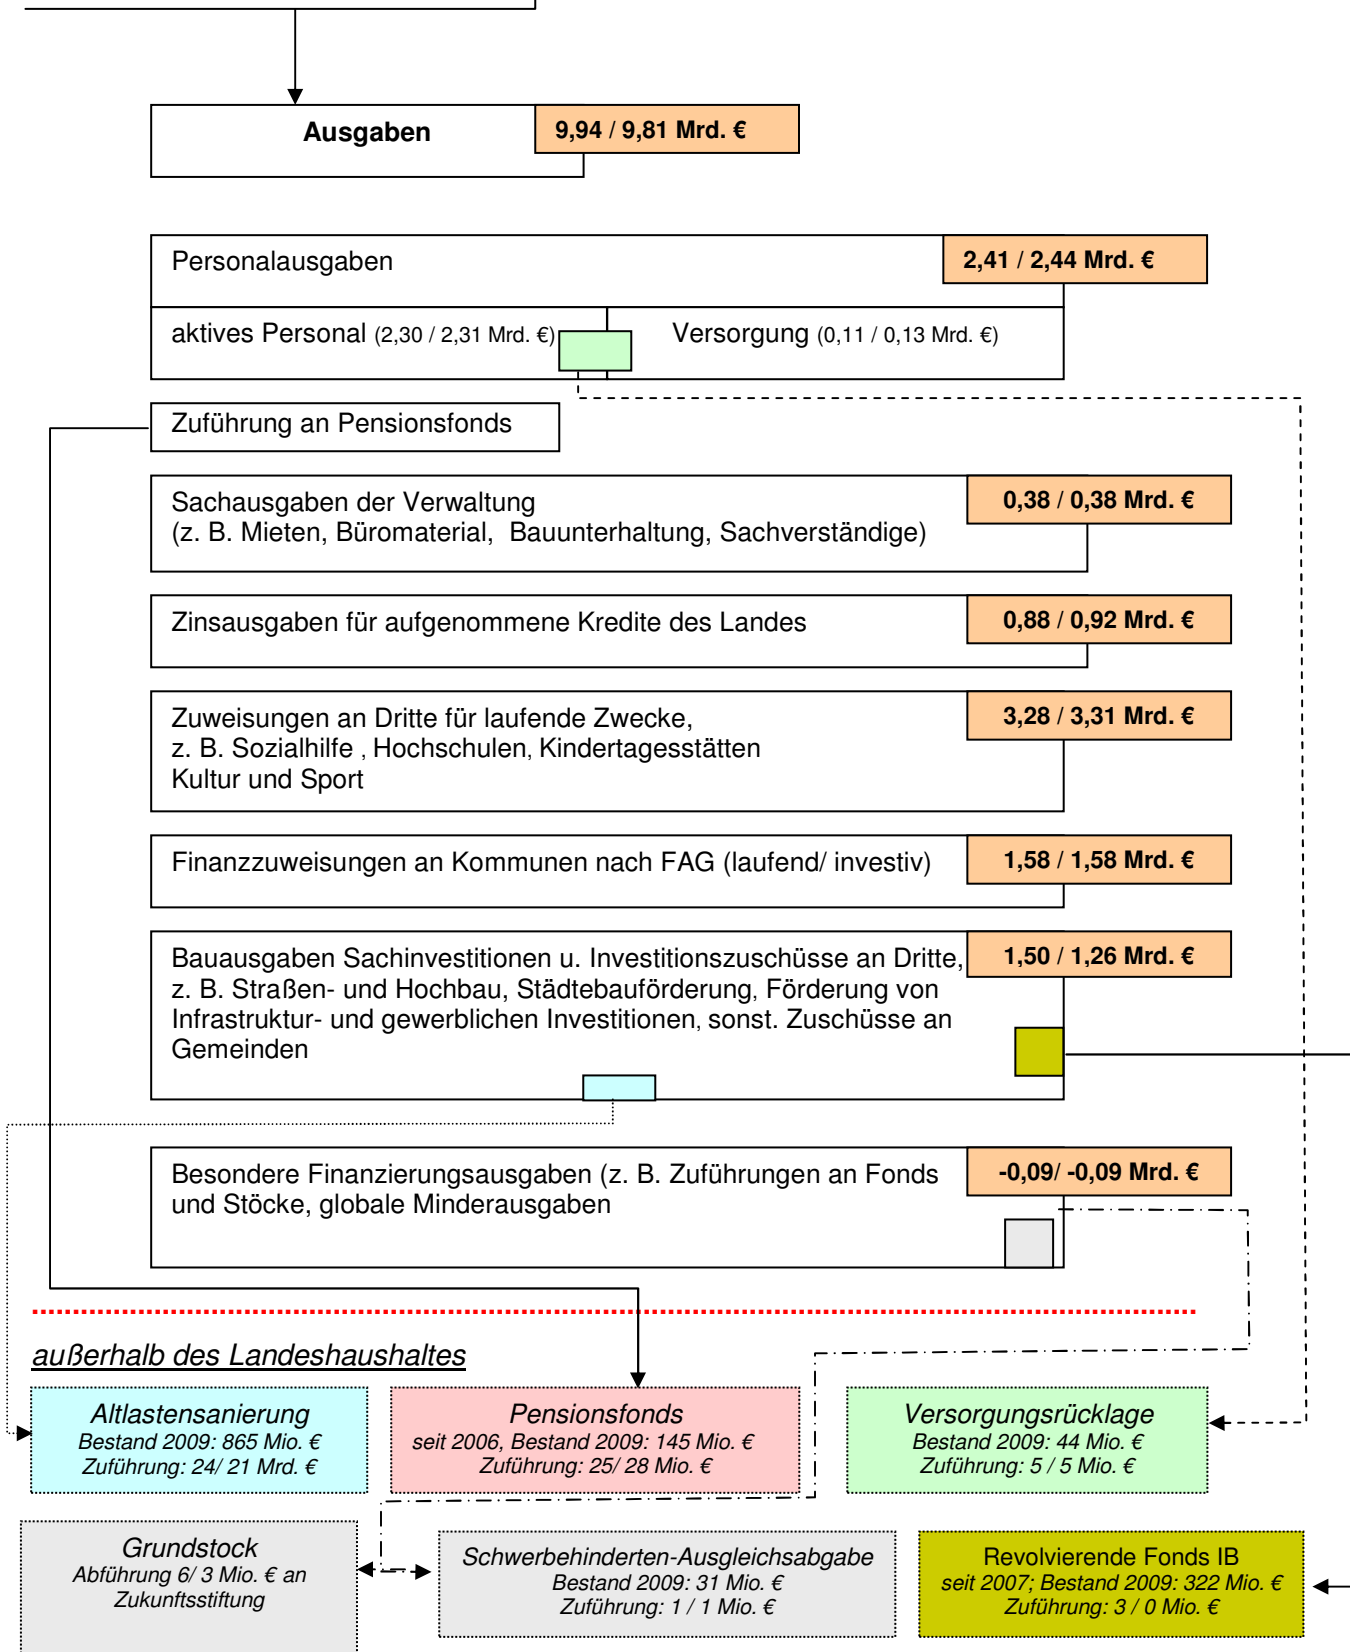 Ausgaben
9,94 / 9,81 Mrd. €
Personalausgaben
2,41 / 2,44 Mrd. €
aktives Personal (2,30 / 2,31 Mrd. €)
Versorgung (0,11 / 0,13 Mrd. €)
Zuführung an Pensionsfonds
Sachausgaben der Verwaltung
0,38 / 0,38 Mrd. €
(z. B. Mieten, Büromaterial, Bauunterhaltung, Sachverständige)
Zinsausgaben für aufgenommene Kredite des Landes
0,88 / 0,92 Mrd. €
Zuweisungen an Dritte für laufende Zwecke,
3,28 / 3,31 Mrd. €
z. B. Sozialhilfe , Hochschulen, Kindertagesstätten
Kultur und Sport
Finanzzuweisungen an Kommunen nach FAG (laufend/ investiv)
1,58 / 1,58 Mrd. €
Bauausgaben Sachinvestitionen u. Investitionszuschüsse an Dritte,
1,50 / 1,26 Mrd. €
z. B. Straßen- und Hochbau, Städtebauförderung, Förderung von
Infrastruktur- und gewerblichen Investitionen, sonst. Zuschüsse an
Gemeinden
Besondere Finanzierungsausgaben (z. B. Zuführungen an Fonds
-0,09/ -0,09 Mrd. €
und Stöcke, globale Minderausgaben
außerhalb des Landeshaushaltes
Altlastensanierung
Bestand 2009: 865 Mio. €
Zuführung: 24/ 21 Mrd. €
Pensionsfonds
seit 2006, Bestand 2009: 145 Mio. €
Zuführung: 25/ 28 Mio. €
Versorgungsrücklage
Bestand 2009: 44 Mio. €
Zuführung: 5 / 5 Mio. €
Grundstock
Abführung 6/ 3 Mio. € an
Zukunftsstiftung
Schwerbehinderten-Ausgleichsabgabe
Bestand 2009: 31 Mio. €
Zuführung: 1 / 1 Mio. €
Revolvierende Fonds IB
seit 2007; Bestand 2009: 322 Mio. €
Zuführung: 3 / 0 Mio. €